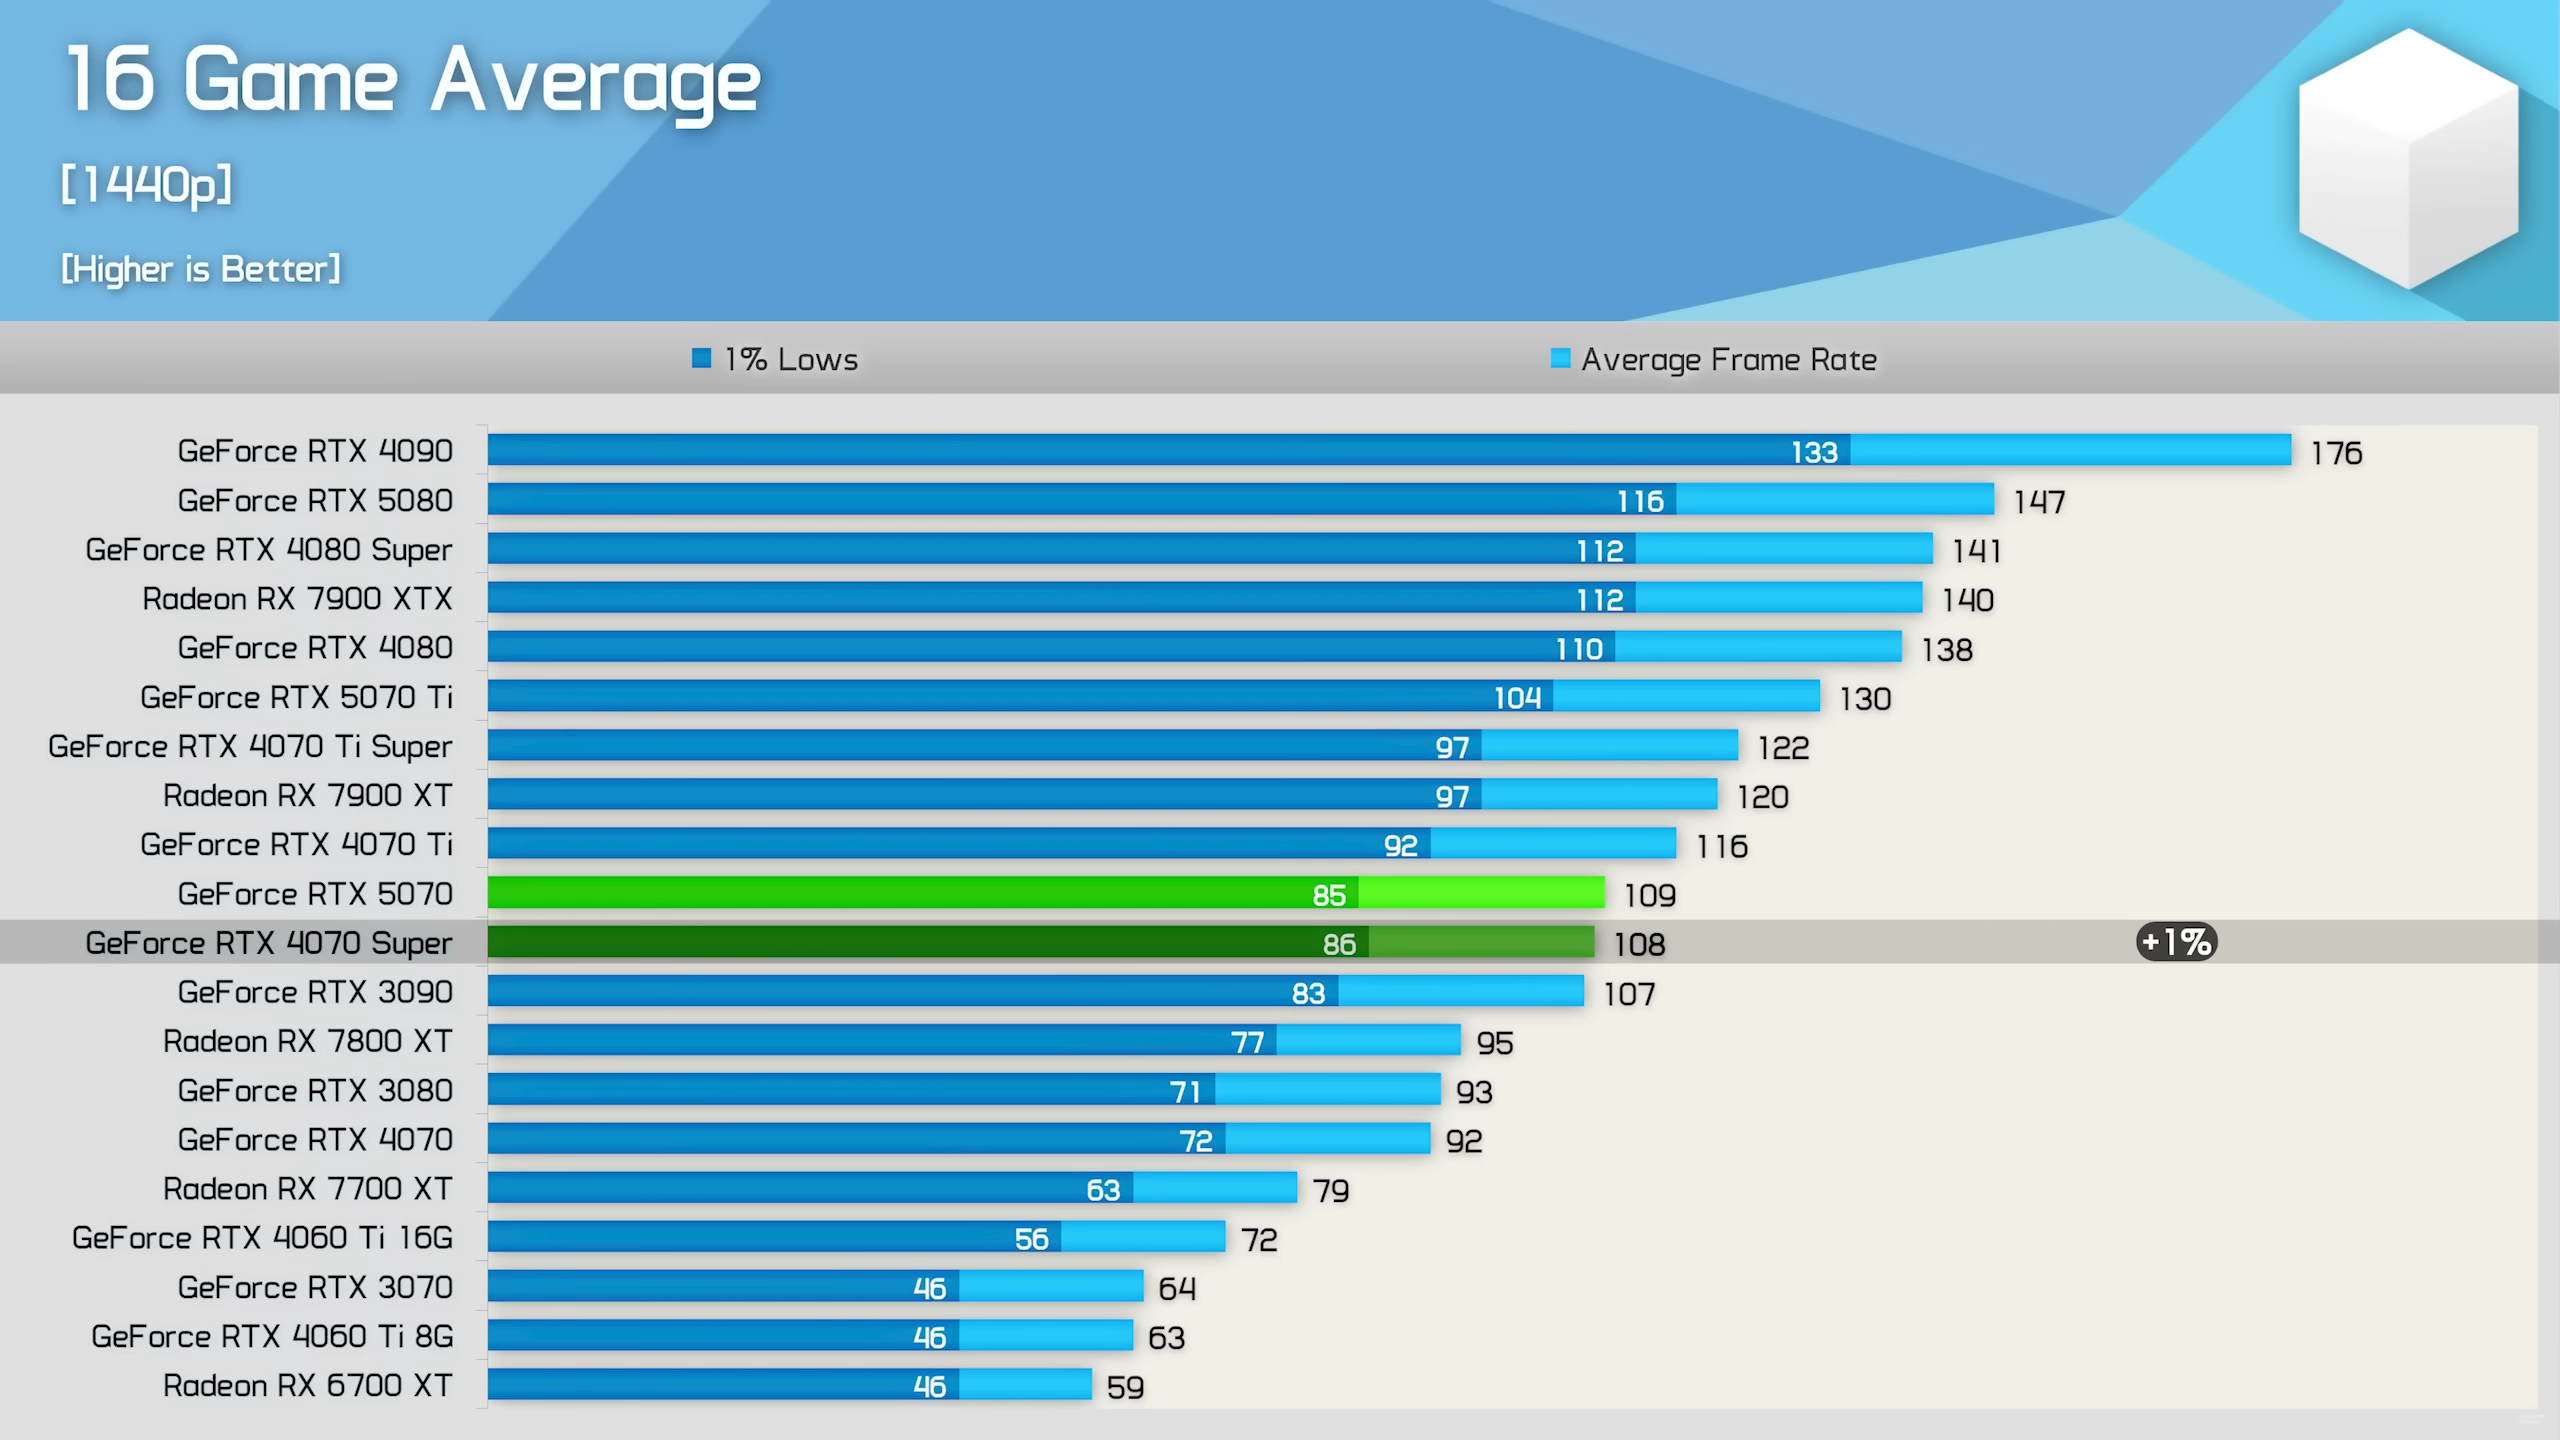 16 Game Average
[1440p]
[Higher is Better]
1% Lows Average Frame Rate
GeForce RTX 4090 133 176
GeForce RTX 5080 116 147
GeForce RTX 4080 Super 112 141
Radeon RX 7900 XTX 112 140
GeForce RTX 4080 110 138
GeForce RTX 5070 Ti 104 130
GeForce RTX 4070 Ti Super 97 122
Radeon RX 7900 XT 97 120
GeForce RTX 4070 Ti 92 116
GeForce RTX 5070 85 109
GeForce RTX 4070 Super 86 108 +1%
GeForce RTX 3090 83 107
Radeon RX 7800 XT 77 95
GeForce RTX 3080 71 93
GeForce RTX 4070 72 92
Radeon RX 7700 XT 63 79
GeForce RTX 4060 Ti 16G 56 72
GeForce RTX 3070 46 64
GeForce RTX 4060 Ti 8G 46 63
Radeon RX 6700 XT 46 59